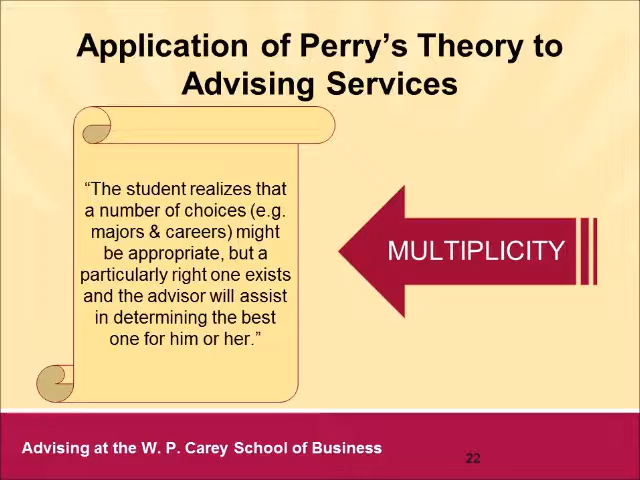 Application of Perry’s Theory to
Advising Services
“The student realizes that
a number of choices (e.g.
majors & careers) might
be appropriate, but a
particularly right one exists
and the advisor will assist
in determining the best
one for him or her.”
MULTIPLICITY
Advising at the W. P. Carey School of Business
22